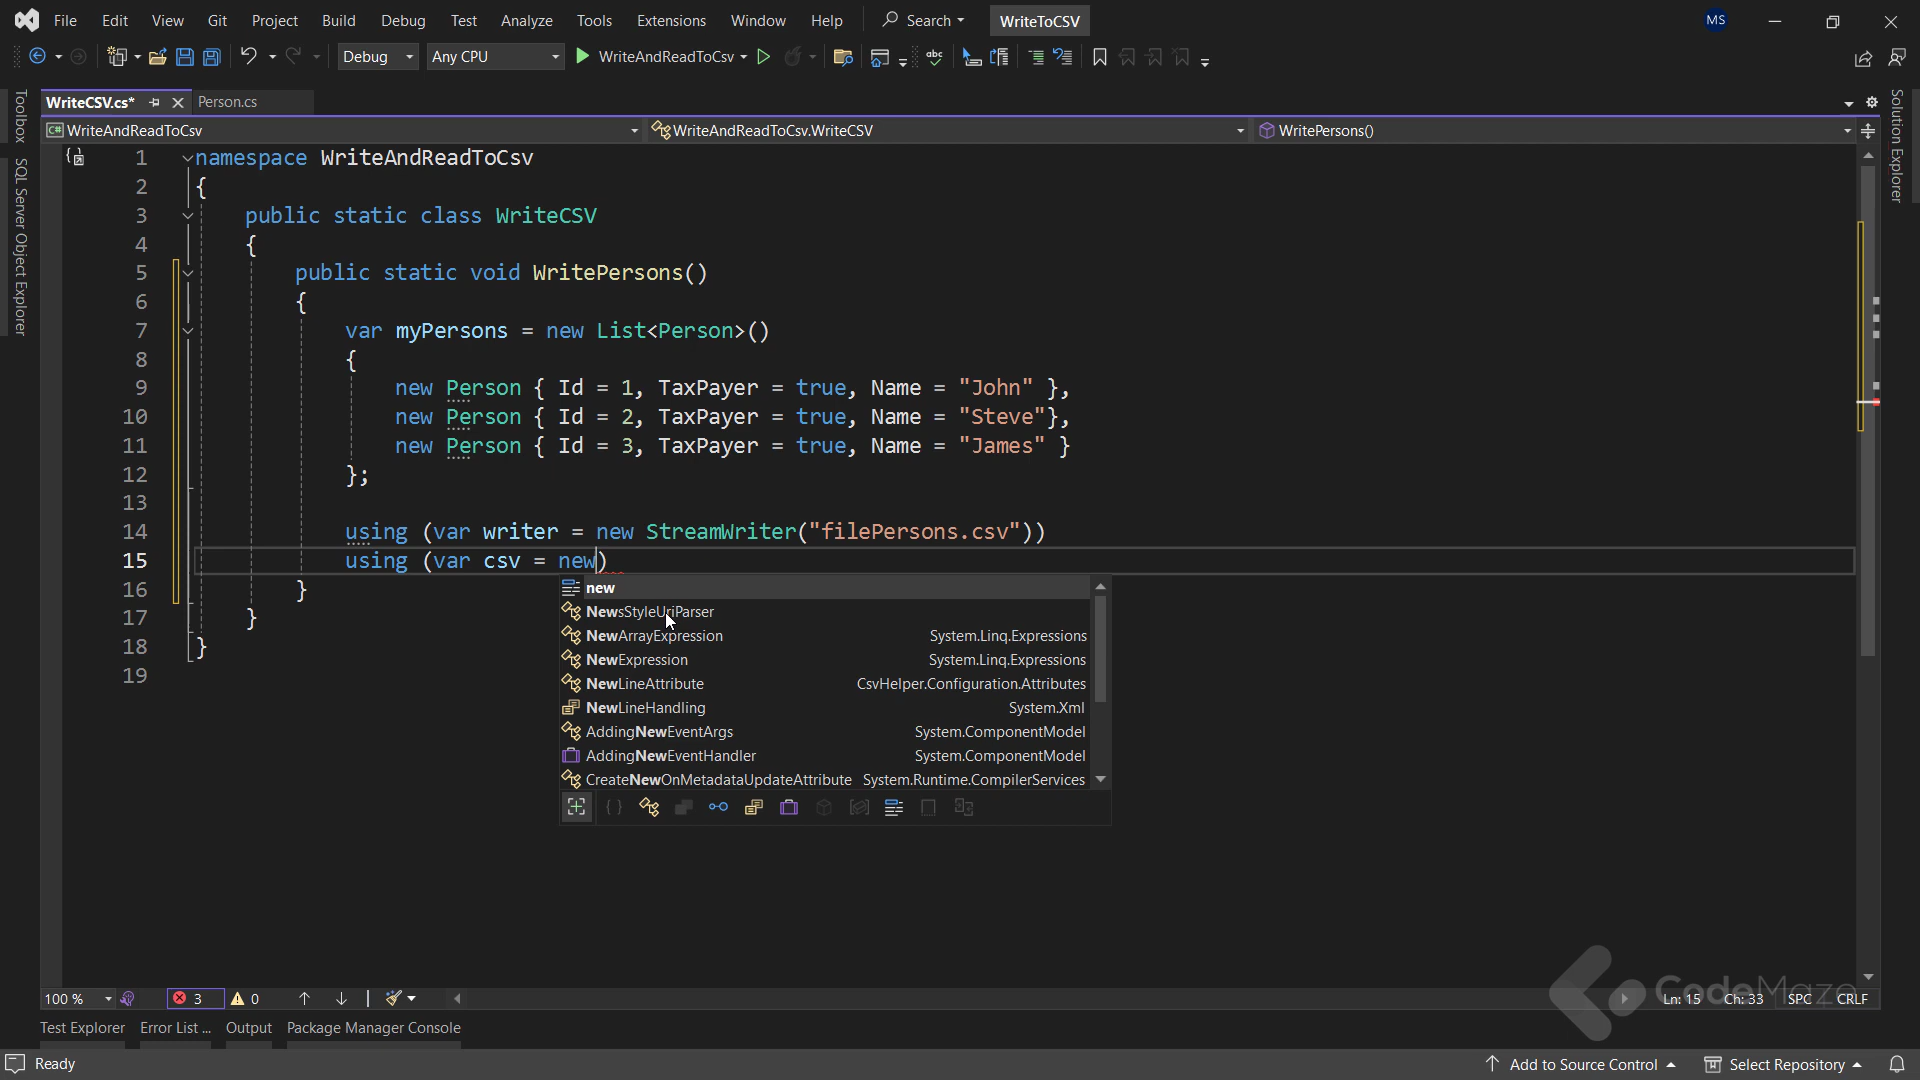 File Edit View Git Project Build Debug Test Analyze Tools Extensions Window Help Search WriteToCSV MS
Debug Any CPU WriteAndReadToCsv
Toolbox
SQL Server Object Explorer
Solution Explorer
WriteCSV.cs* Person.cs
WriteAndReadToCsv WriteAndReadToCsv.WriteCSV WritePersons()
1 namespace WriteAndReadToCsv
2 {
3 public static class WriteCSV
4 {
5 public static void WritePersons()
6 {
7 var myPersons = new List<Person>()
8 {
9 new Person { Id = 1, TaxPayer = true, Name = "John" },
10 new Person { Id = 2, TaxPayer = true, Name = "Steve"},
11 new Person { Id = 3, TaxPayer = true, Name = "James" }
12 };
13
14 using (var writer = new StreamWriter("filePersons.csv"))
15 using (var csv = new)
16 }
17 }
18 }
19
new
NewsStyleUriParser
NewArrayExpression System.Linq.Expressions
NewExpression System.Linq.Expressions
NewLineAttribute CsvHelper.Configuration.Attributes
NewLineHandling System.Xml
AddingNewEventArgs System.ComponentModel
AddingNewEventHandler System.ComponentModel
CreateNewOnMetadataUpdateAttribute System.Runtime.CompilerServices
CodeMaze
100 % 3 0 Ln: 15 Ch: 33 SPC CRLF
Test Explorer Error List ... Output Package Manager Console
Ready Add to Source Control Select Repository